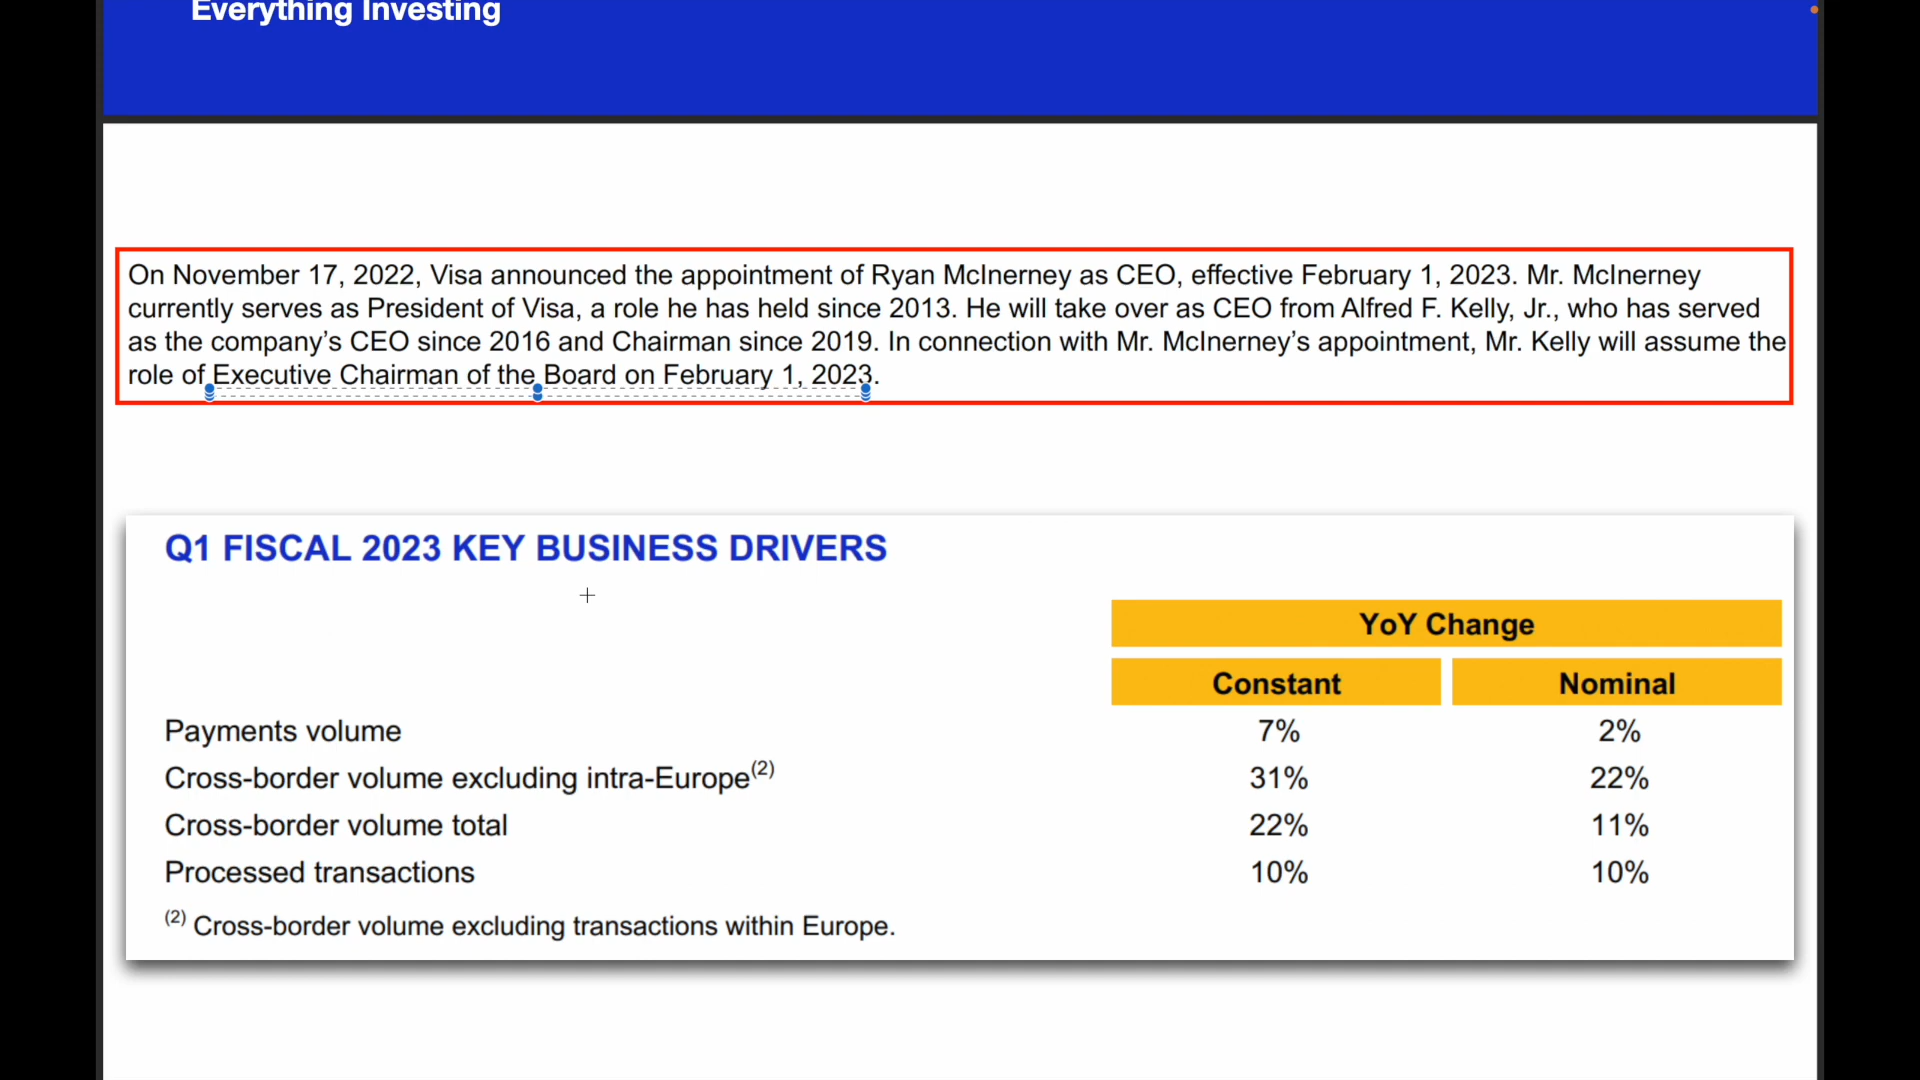 Everything Investing
On November 17, 2022, Visa announced the appointment of Ryan McInerney as CEO, effective February 1, 2023. Mr. McInerney
currently serves as President of Visa, a role he has held since 2013. He will take over as CEO from Alfred F. Kelly, Jr., who has served
as the company’s CEO since 2016 and Chairman since 2019. In connection with Mr. McInerney’s appointment, Mr. Kelly will assume the
role of Executive Chairman of the Board on February 1, 2023.
Q1 FISCAL 2023 KEY BUSINESS DRIVERS
YoY Change
Constant Nominal
Payments volume 7% 2%
Cross-border volume excluding intra-Europe(2) 31% 22%
Cross-border volume total 22% 11%
Processed transactions 10% 10%
(2) Cross-border volume excluding transactions within Europe.